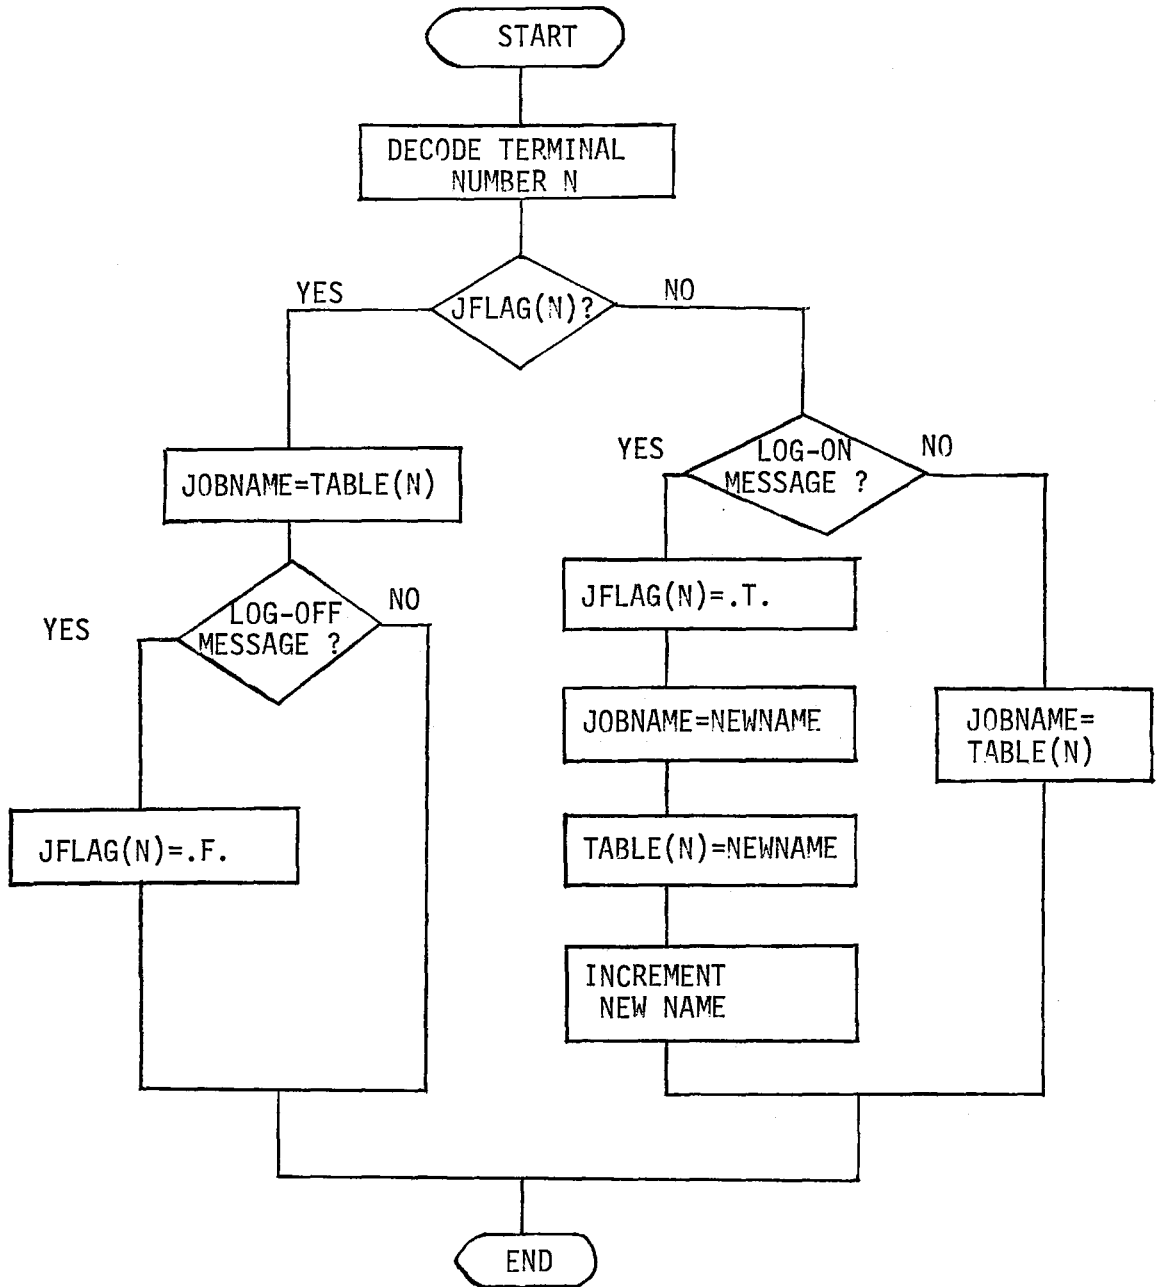 START
DECODE TERMINAL
NUMBER N
JFLAG(N)?
YES
NO
JOBNAME=TABLE(N)
LOG-OFF
MESSAGE ?
YES
NO
JFLAG(N)=.F.
LOG-ON
MESSAGE ?
YES
NO
JFLAG(N)=.T.
JOBNAME=NEWNAME
TABLE(N)=NEWNAME
INCREMENT
NEW NAME
JOBNAME=
TABLE(N)
END